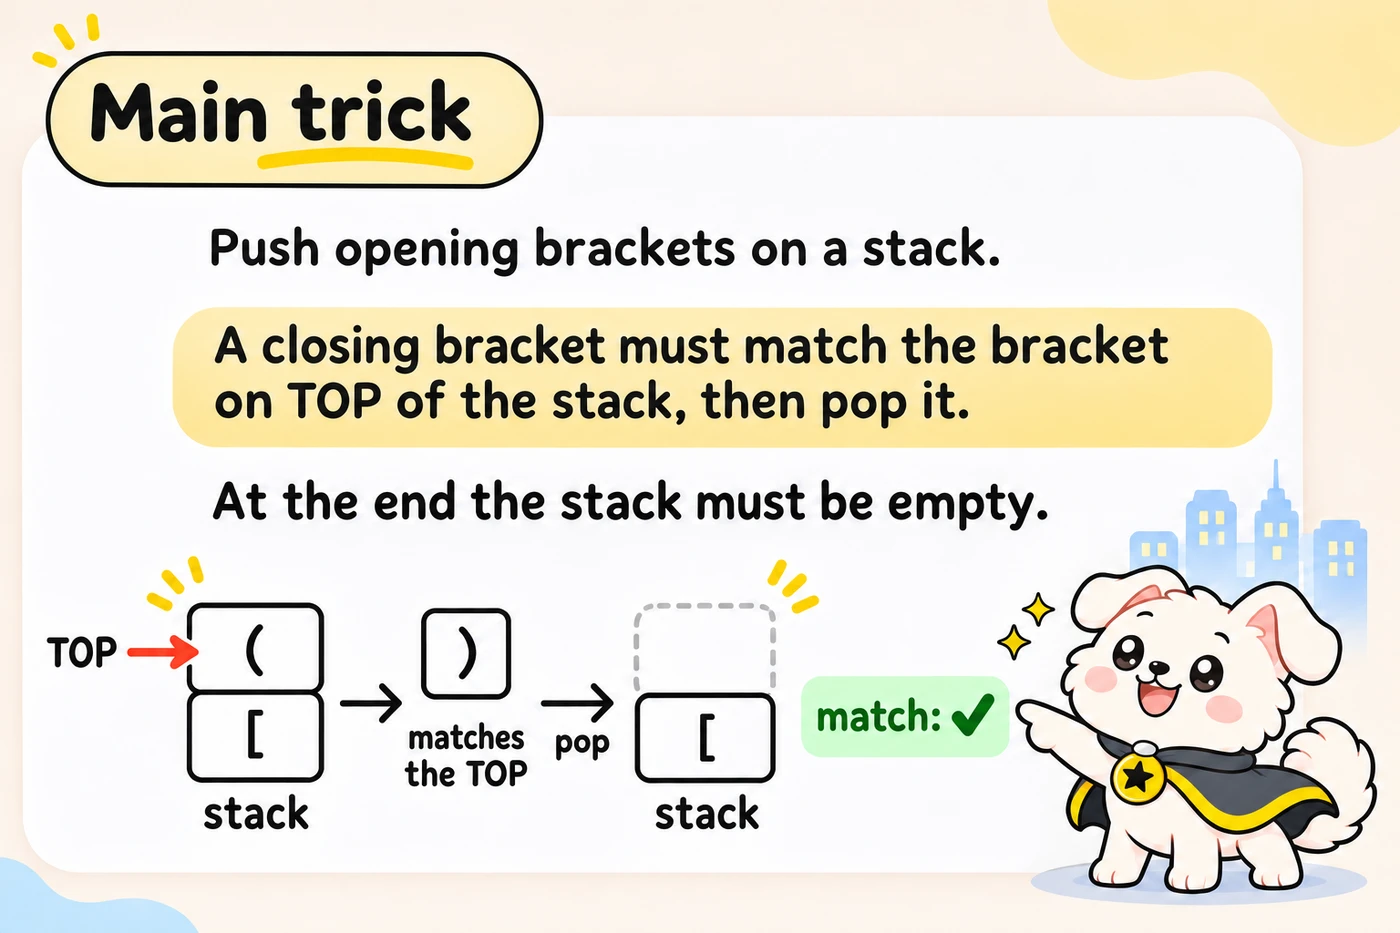 Main trick
Push opening brackets on a stack.
A closing bracket must match the bracket
on TOP of the stack, then pop it.
At the end the stack must be empty.
TOP
(
[
stack
)
matches
the TOP
pop
[
stack
match: ✔